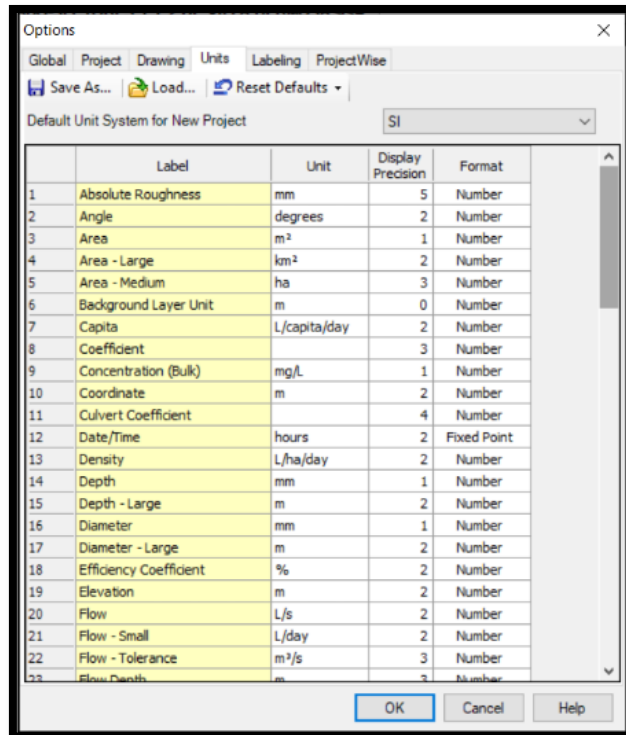 Options
Global Project Drawing Units Labeling ProjectWise
Save As... Load... Reset Defaults
Default Unit System for New Project SI
Label Unit Display Precision Format
1 Absolute Roughness mm 5 Number
2 Angle degrees 2 Number
3 Area m² 1 Number
4 Area - Large km² 2 Number
5 Area - Medium ha 3 Number
6 Background Layer Unit m 0 Number
7 Capita L/capita/day 2 Number
8 Coefficient 3 Number
9 Concentration (Bulk) mg/L 1 Number
10 Coordinate m 2 Number
11 Culvert Coefficient 4 Number
12 Date/Time hours 2 Fixed Point
13 Density L/ha/day 2 Number
14 Depth mm 1 Number
15 Depth - Large m 2 Number
16 Diameter mm 1 Number
17 Diameter - Large m 2 Number
18 Efficiency Coefficient % 2 Number
19 Elevation m 2 Number
20 Flow L/s 2 Number
21 Flow - Small L/day 2 Number
22 Flow - Tolerance m³/s 3 Number
23 Flow Depth m 3 Number
OK Cancel Help